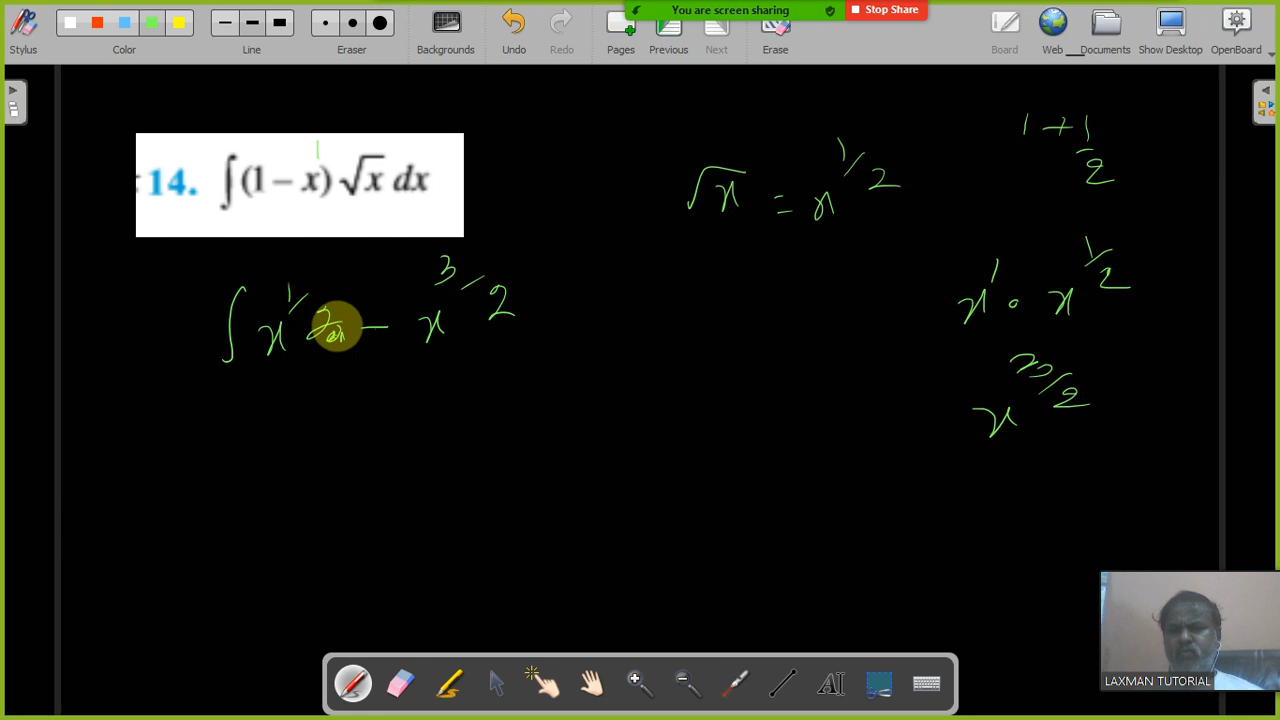 You are screen sharing
Stop Share
Stylus Color Line Eraser Backgrounds Undo Redo Pages Previous Next Erase Board Web Documents Show Desktop OpenBoard
14. ∫(1 − x) √x dx
1
√x = x^1/2
1 + 1/2
x^1 · x^1/2
x^3/2
∫ x^1/2 − x^3/2
LAXMAN TUTORIAL